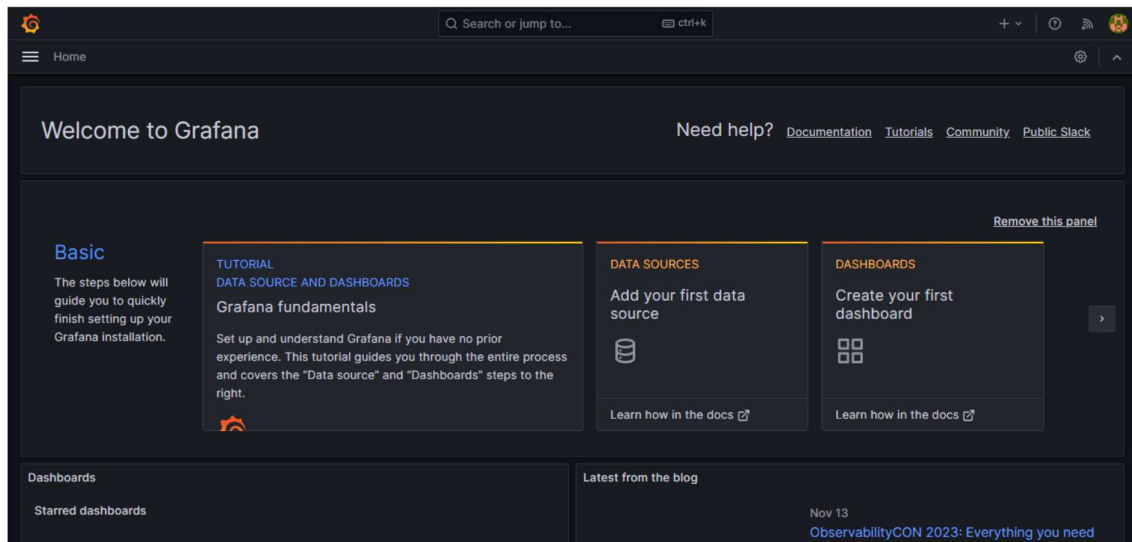 Search or jump to... ctrl+k
Home
Welcome to Grafana
Need help? Documentation Tutorials Community Public Slack
Remove this panel
Basic
The steps below will
guide you to quickly
finish setting up your
Grafana installation.
TUTORIAL
DATA SOURCE AND DASHBOARDS
Grafana fundamentals
Set up and understand Grafana if you have no prior
experience. This tutorial guides you through the entire process
and covers the “Data source” and “Dashboards” steps to the
right.
DATA SOURCES
Add your first data
source
Learn how in the docs
DASHBOARDS
Create your first
dashboard
Learn how in the docs
Dashboards
Starred dashboards
Latest from the blog
Nov 13
ObservabilityCON 2023: Everything you need